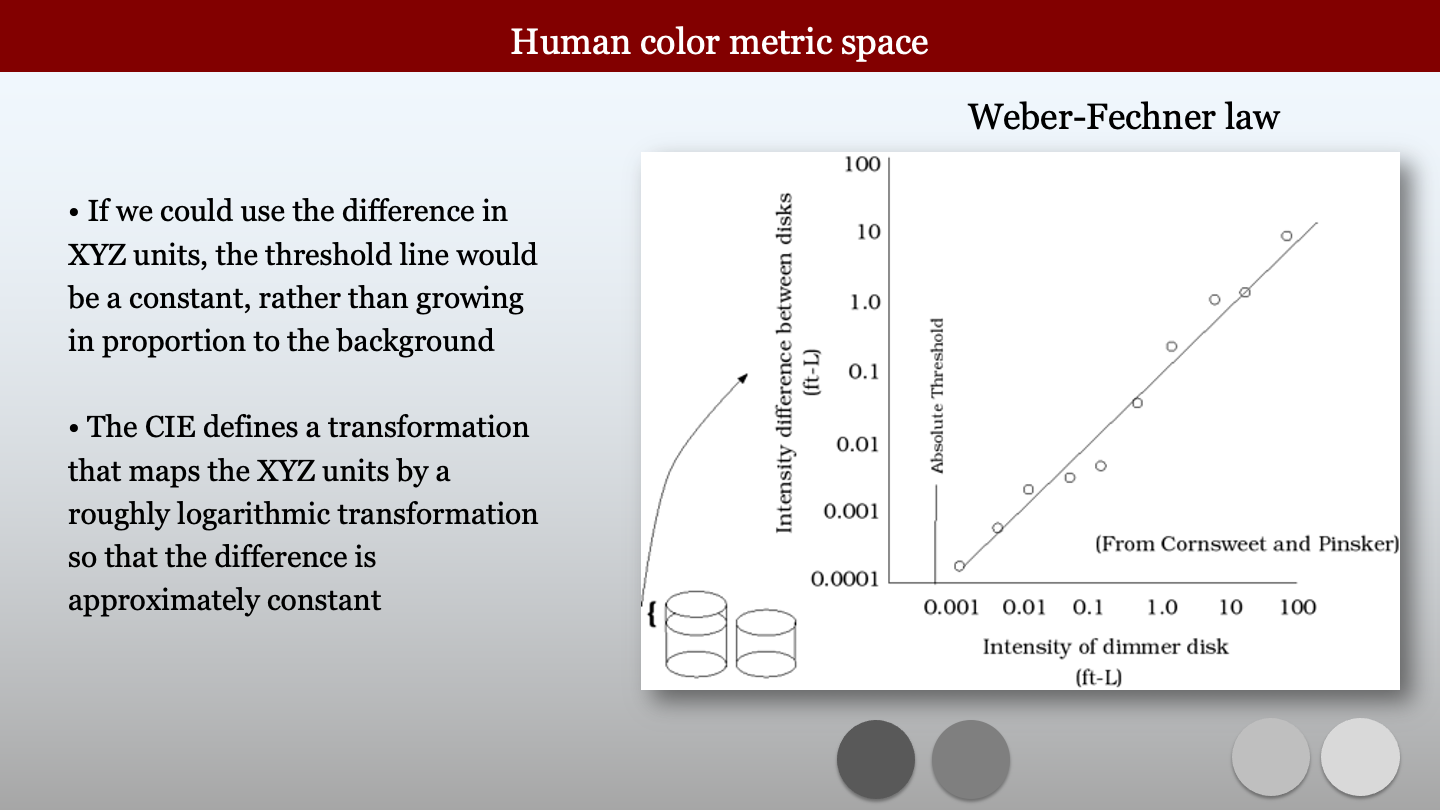 Human color metric space
Weber-Fechner law
• If we could use the difference in
XYZ units, the threshold line would
be a constant, rather than growing
in proportion to the background
• The CIE defines a transformation
that maps the XYZ units by a
roughly logarithmic transformation
so that the difference is
approximately constant
Intensity difference between disks
(ft-L)
100
10
1.0
0.1
0.01
0.001
0.0001
Absolute Threshold
(From Cornsweet and Pinsker)
{
0.001 0.01 0.1 1.0 10 100
Intensity of dimmer disk
(ft-L)